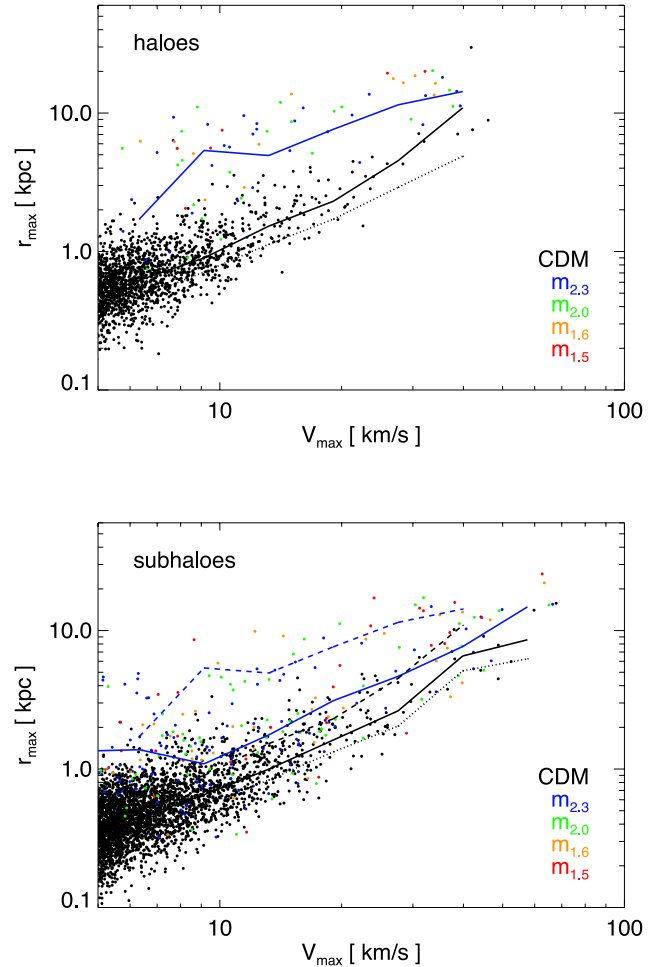 haloes
10.0
1.0
0.1
r_max [ kpc]
CDM
m_2.3
m_2.0
m_1.6
m_1.5
10
100
V_max [ km/s ]
subhaloes
10.0
1.0
0.1
r_max [ kpc]
CDM
m_2.3
m_2.0
m_1.6
m_1.5
10
100
V_max [ km/s ]